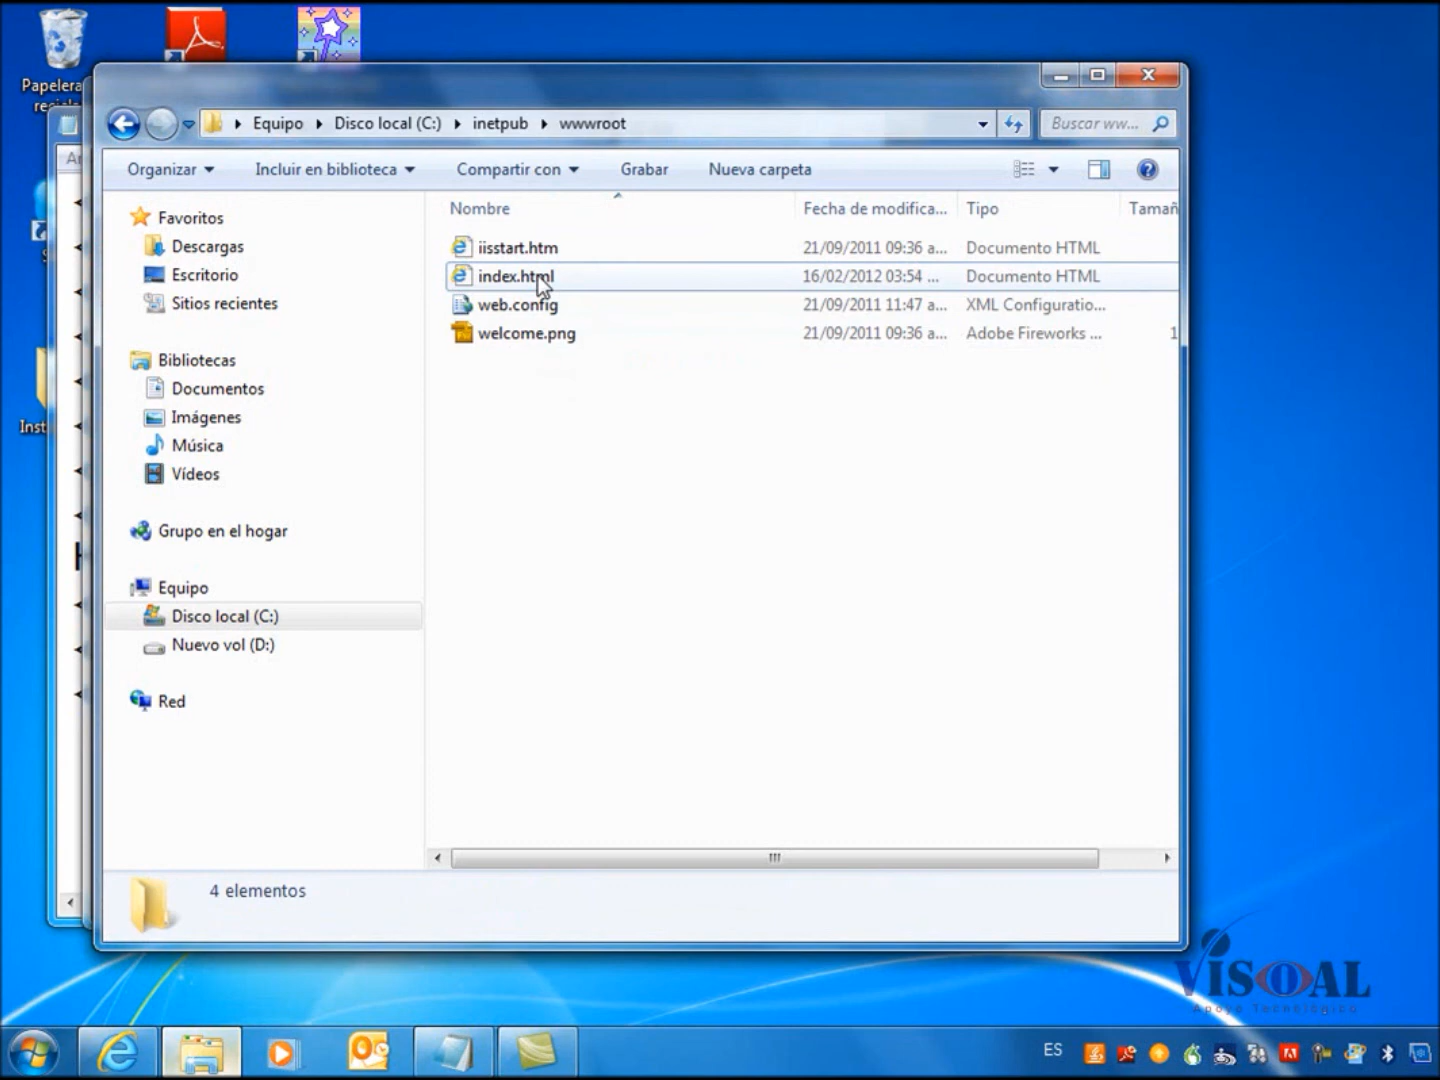 Papelera
Equipo
Disco local (C:)
inetpub
wwwroot
Buscar ww...
Organizar
Incluir en biblioteca
Compartir con
Grabar
Nueva carpeta
Nombre
Fecha de modifica...
Tipo
Tamañ
iisstart.htm 21/09/2011 09:36 a... Documento HTML
index.html 16/02/2012 03:54 ... Documento HTML
web.config 21/09/2011 11:47 a... XML Configuratio...
welcome.png 21/09/2011 09:36 a... Adobe Fireworks ... 1
Favoritos
Descargas
Escritorio
Sitios recientes
Bibliotecas
Documentos
Imágenes
Música
Vídeos
Grupo en el hogar
Equipo
Disco local (C:)
Nuevo vol (D:)
Red
Inst
4 elementos
VISOAL
Apoyo Tecnológico
ES